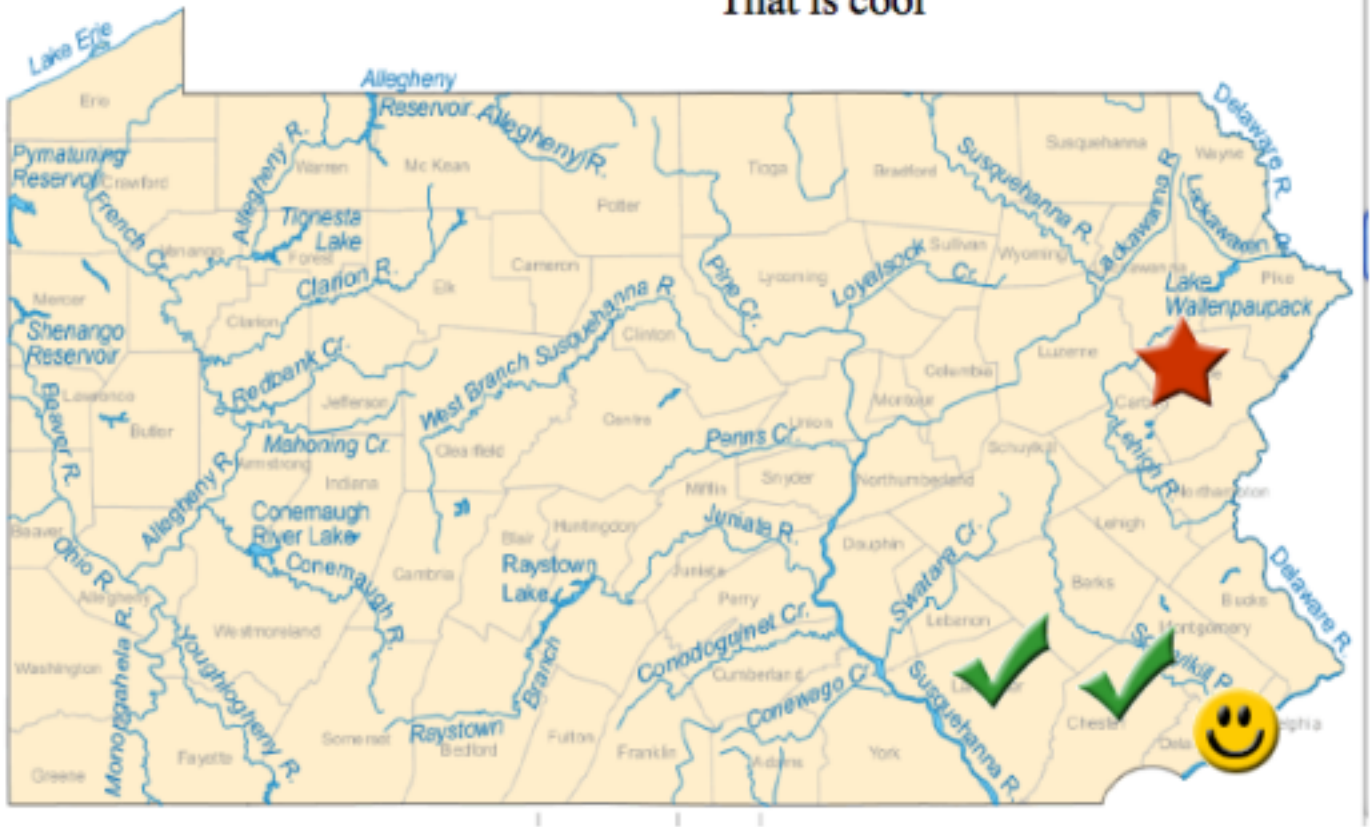 That is cool
Lake Erie
Erie
Allegheny
Reservoir
Allegheny R.
Delaware R.
Pymatuning
Reservoir
Crawford
Allegheny R.
Warren
Mc Kean
Potter
Tioga
Bradford
Susquehanna R.
Susquehanna
Wayne
Lackawanna R
Lackawaxen R.
French Cr.
Venango
Tionesta
Lake
Forest
Clarion R.
Elk
Cameron
Clinton
Pine Cr.
Lycoming
Loyalsock
Cr.
Sullivan
Wyoming
Lake
Wallenpaupack
Pike
Mercer
Shenango
Reservoir
Clarion
Redbank Cr.
Jefferson
West Branch Susquehanna R.
Luzerne
Columbia
Montour
Lawrence
Beaver R.
Butler
Mahoning Cr.
Armstrong
Indiana
Clearfield
Centre
Union
Penns Cr.
Snyder
Northumberland
Schuylkill
Lehigh R.
Northampton
Mifflin
Allegheny R.
Conemaugh
River Lake
Conemaugh R.
Cambria
Blair
Huntingdon
Juniata R.
Juniata
Dauphin
Swatara Cr.
Lehigh
Berks
Bucks
Delaware R.
Beaver
Ohio R.
Allegheny
Raystown
Lake
Perry
Lebanon
Montgomery
Westmoreland
Washington
Monongahela R.
Youghiogheny R.
Branch
Raystown
Conodoguinet Cr.
Cumberland
Conewago Cr.
Susquehanna R.
Chester
Somerset
Bedford
Fulton
Franklin
Adams
York
Fayette
Greene